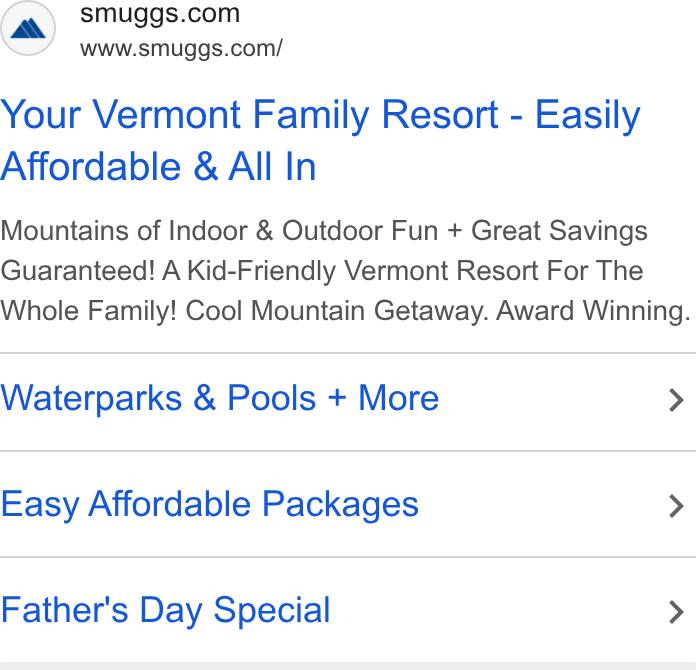 smuggs.com
www.smuggs.com/
Your Vermont Family Resort - Easily
Affordable & All In
Mountains of Indoor & Outdoor Fun + Great Savings
Guaranteed! A Kid-Friendly Vermont Resort For The
Whole Family! Cool Mountain Getaway. Award Winning.
Waterparks & Pools + More
Easy Affordable Packages
Father's Day Special